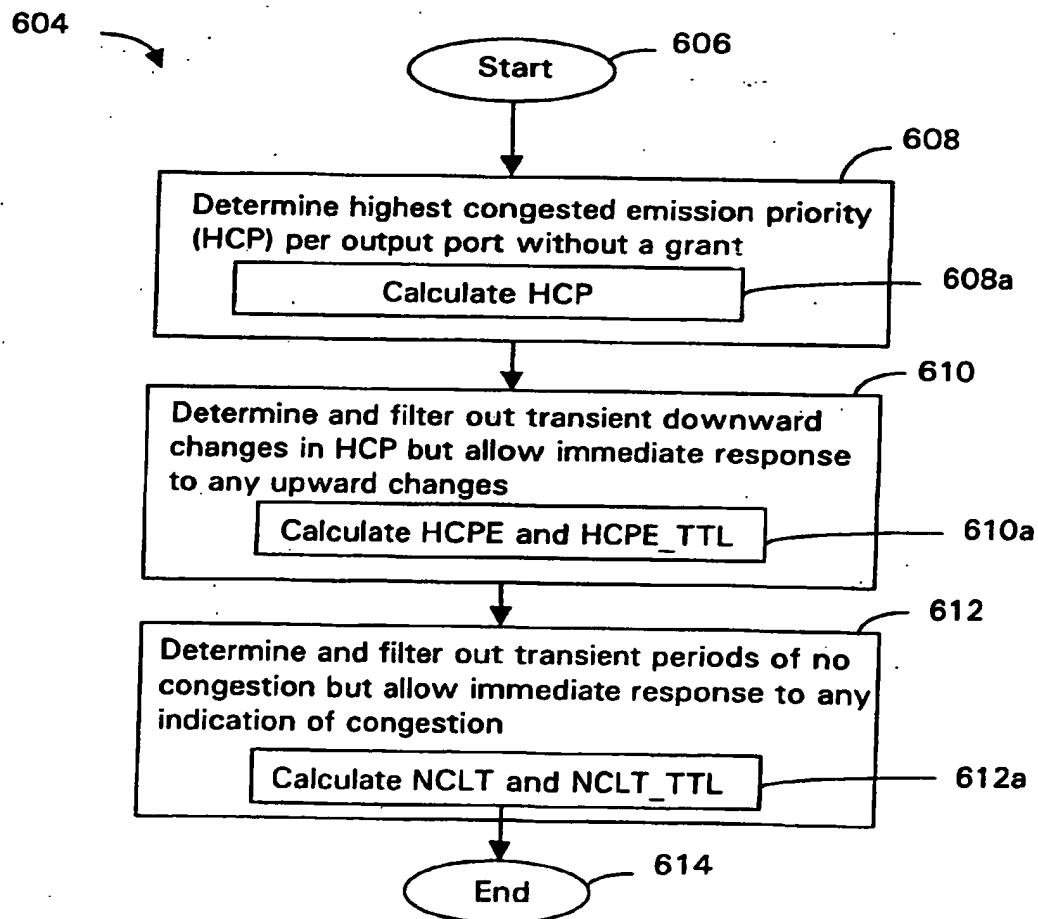 604
Start
606
608
Determine highest congested emission priority
(HCP) per output port without a grant
Calculate HCP
608a
610
Determine and filter out transient downward
changes in HCP but allow immediate response
to any upward changes
Calculate HCPE and HCPE_TTL
610a
612
Determine and filter out transient periods of no
congestion but allow immediate response to any
indication of congestion
Calculate NCLT and NCLT_TTL
612a
614
End